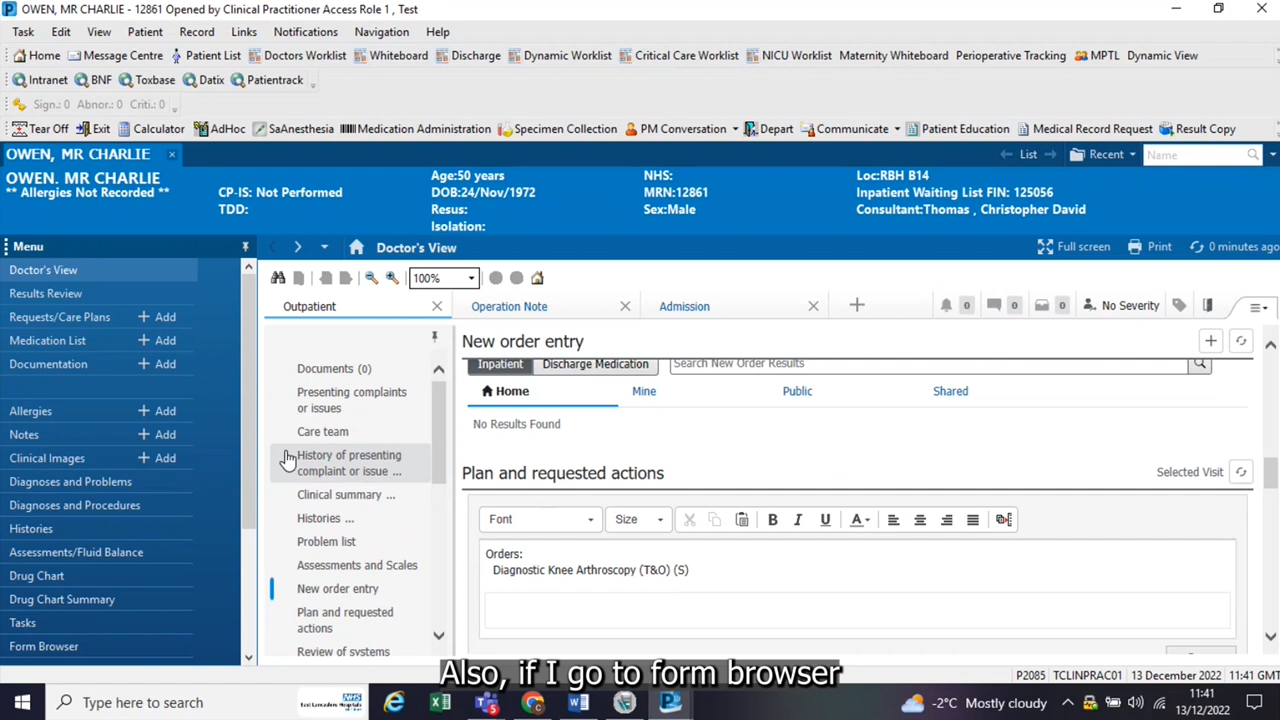 OWEN, MR CHARLIE - 12861 Opened by Clinical Practitioner Access Role 1 , Test
Task Edit View Patient Record Links Notifications Navigation Help
Home Message Centre Patient List Doctors Worklist Whiteboard Discharge Dynamic Worklist Critical Care Worklist NICU Worklist Maternity Whiteboard Perioperative Tracking MPTL Dynamic View
Intranet BNF Toxbase Datix Patientrack
Sign.: 0 Abnor.: 0 Criti.: 0
Tear Off Exit Calculator AdHoc SaAnesthesia Medication Administration Specimen Collection PM Conversation Depart Communicate Patient Education Medical Record Request Result Copy
OWEN, MR CHARLIE List Recent Name
OWEN. MR CHARLIE Age:50 years NHS: Loc:RBH B14
** Allergies Not Recorded ** CP-IS: Not Performed DOB:24/Nov/1972 MRN:12861 Inpatient Waiting List FIN: 125056
TDD: Resus: Sex:Male Consultant:Thomas , Christopher David
Isolation:
Menu Doctor's View Full screen Print 0 minutes ago
Doctor's View
Results Review
Requests/Care Plans Add
Medication List Add
Documentation Add
Allergies Add
Notes Add
Clinical Images Add
Diagnoses and Problems
Diagnoses and Procedures
Histories
Assessments/Fluid Balance
Drug Chart
Drug Chart Summary
Tasks
Form Browser
100%
Outpatient Operation Note Admission 0 0 0 No Severity
Documents (0)
Presenting complaints
or issues
Care team
History of presenting
complaint or issue ...
Clinical summary ...
Histories ...
Problem list
Assessments and Scales
New order entry
Plan and requested
actions
Review of systems
New order entry
Inpatient Discharge Medication Search New Order Results
Home Mine Public Shared
No Results Found
Plan and requested actions Selected Visit
Font Size B I U A
Orders:
Diagnostic Knee Arthroscopy (T&O) (S)
Also, if I go to form browser
P2085 TCLINPRAC01 13 December 2022 11:41 GMT
Type here to search NHS East Lancashire Hospitals -2°C Mostly cloudy 11:41
13/12/2022